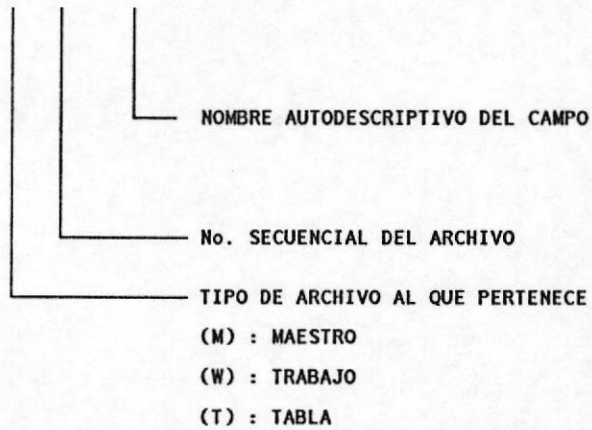 NOMBRE AUTODESCRIPTIVO DEL CAMPO
No. SECUENCIAL DEL ARCHIVO
TIPO DE ARCHIVO AL QUE PERTENECE
(M) : MAESTRO
(W) : TRABAJO
(T) : TABLA